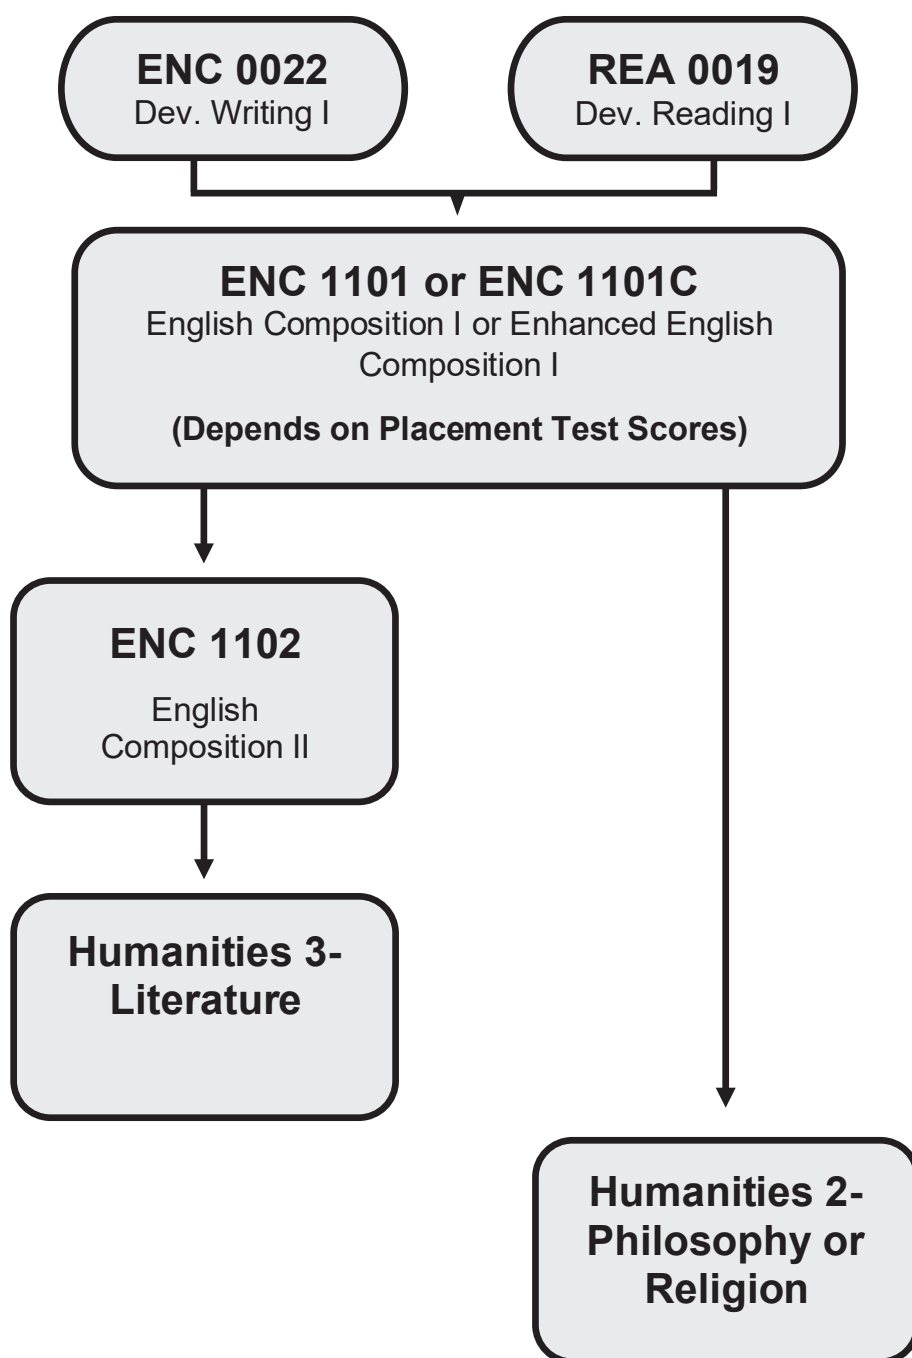 ENC 0022
Dev. Writing I
REA 0019
Dev. Reading I
ENC 1101 or ENC 1101C
English Composition I or Enhanced English
Composition I
(Depends on Placement Test Scores)
ENC 1102
English
Composition II
Humanities 3-
Literature
Humanities 2-
Philosophy or
Religion